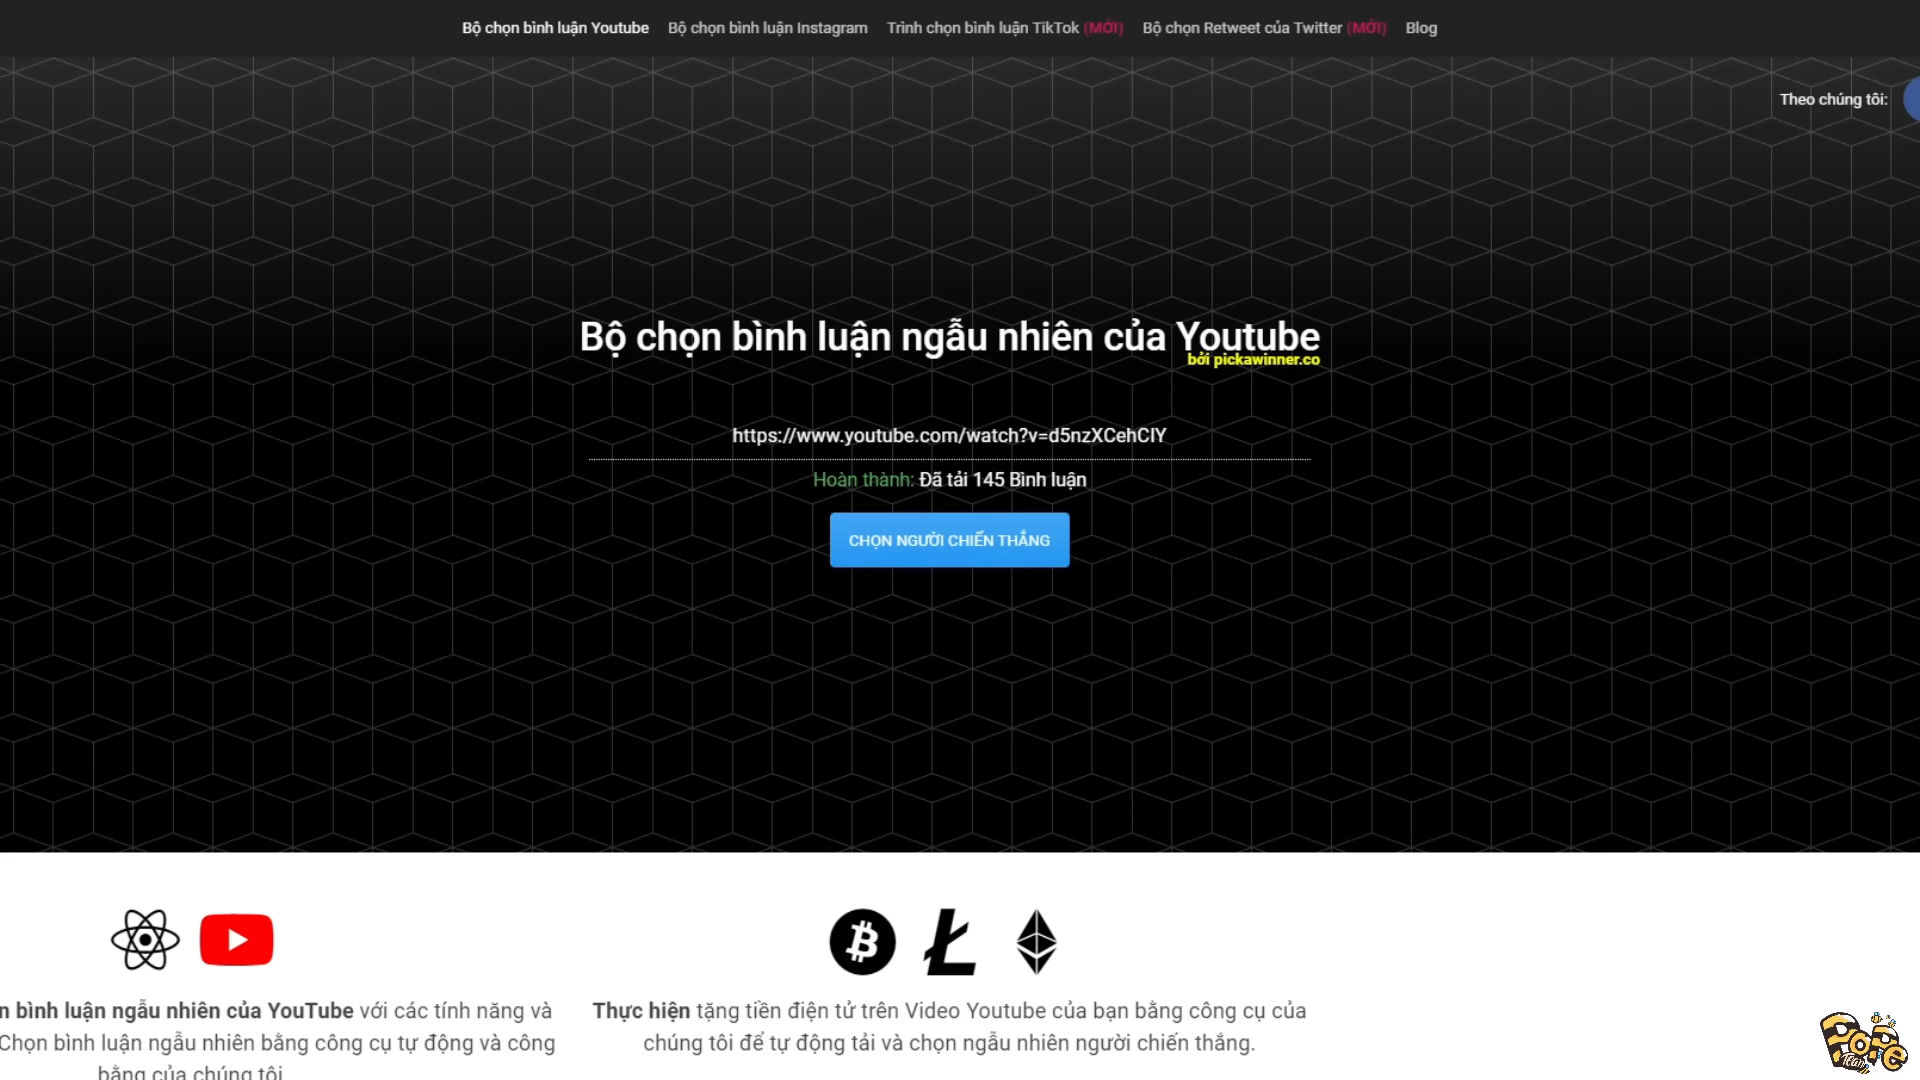 Bộ chọn bình luận Youtube Bộ chọn bình luận Instagram Trình chọn bình luận TikTok (MỚI) Bộ chọn Retweet của Twitter (MỚI) Blog
Theo chúng tôi:
Bộ chọn bình luận ngẫu nhiên của Youtube
bởi pickawinner.co
https://www.youtube.com/watch?v=d5nzXCehCIY
Hoàn thành: Đã tải 145 Bình luận
CHỌN NGƯỜI CHIẾN THẮNG
n bình luận ngẫu nhiên của YouTube với các tính năng và
Chọn bình luận ngẫu nhiên bằng công cụ tự động và công
bằng của chúng tôi
Thực hiện tặng tiền điện tử trên Video Youtube của bạn bằng công cụ của
chúng tôi để tự động tải và chọn ngẫu nhiên người chiến thắng.